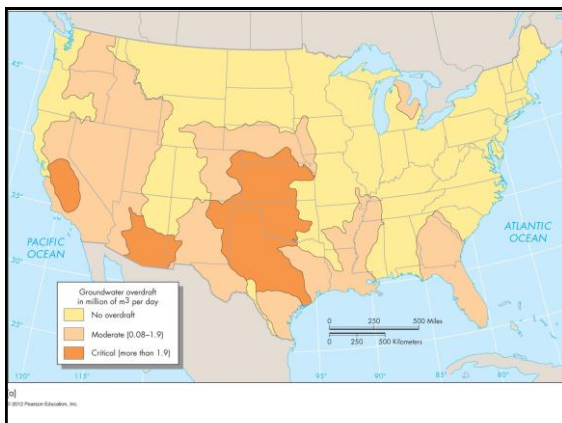 PACIFIC
OCEAN
ATLANTIC
OCEAN
35°
30°
25°
Groundwater overdraft
in million of m3 per day
No overdraft
Moderate (0.08–1.9)
Critical (more than 1.9)
0 250 500 Miles
0 250 500 Kilometers
120° 115° 95° 90° 85° 80°
(a)
© 2012 Pearson Education, Inc.